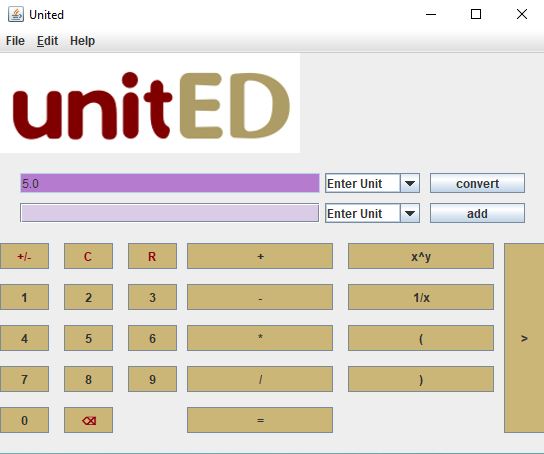 United
File Edit Help
unitED
5.0 Enter Unit convert
Enter Unit add
+/- C R + x^y
1 2 3 - 1/x
4 5 6 * ( >
7 8 9 / )
0 ⌫ =